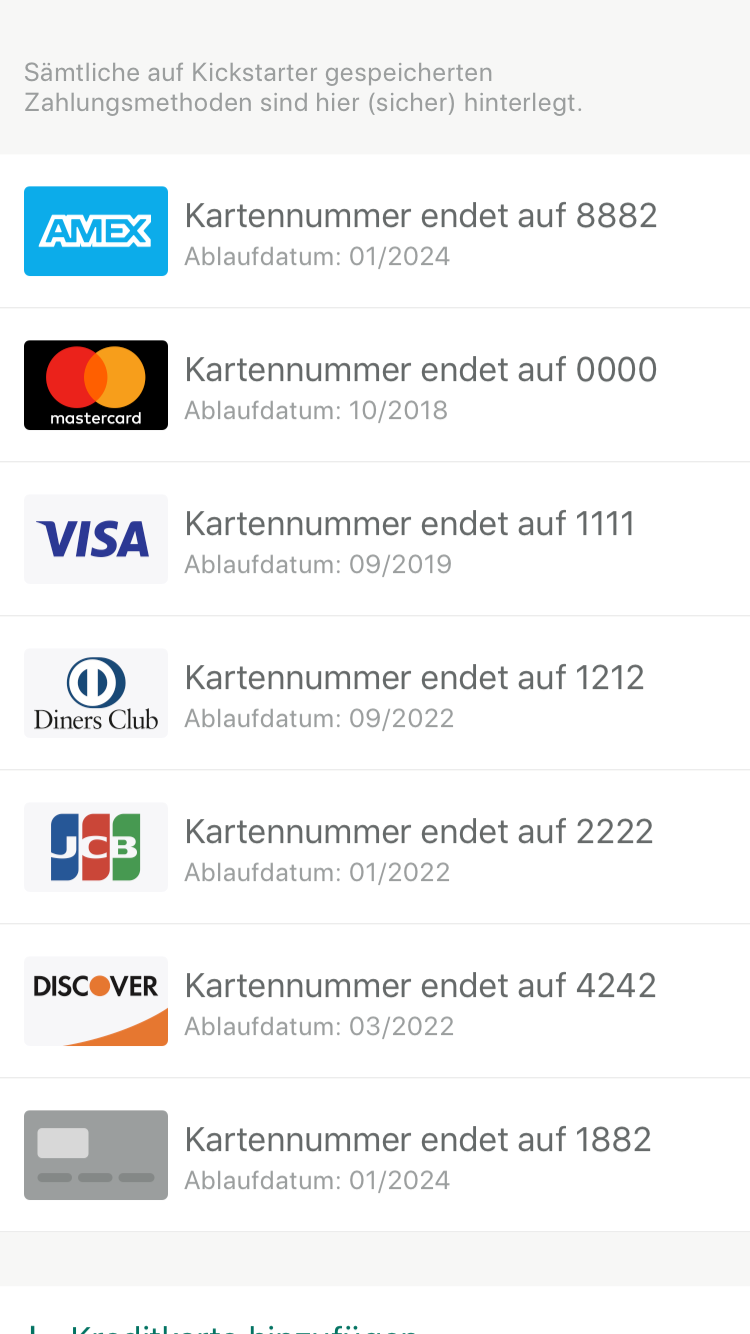 Sämtliche auf Kickstarter gespeicherten
Zahlungsmethoden sind hier (sicher) hinterlegt.
AMEX
Kartennummer endet auf 8882
Ablaufdatum: 01/2024
mastercard
Kartennummer endet auf 0000
Ablaufdatum: 10/2018
VISA
Kartennummer endet auf 1111
Ablaufdatum: 09/2019
Diners Club
Kartennummer endet auf 1212
Ablaufdatum: 09/2022
JCB
Kartennummer endet auf 2222
Ablaufdatum: 01/2022
DISCOVER
Kartennummer endet auf 4242
Ablaufdatum: 03/2022
Kartennummer endet auf 1882
Ablaufdatum: 01/2024
Kreditkarte hinzufügen